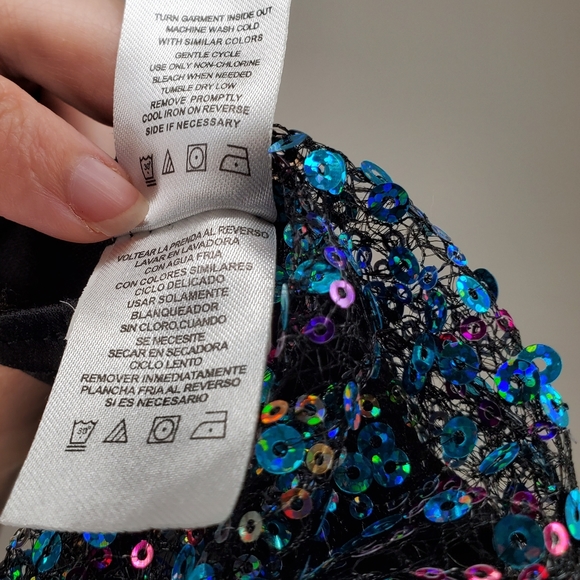 TURN GARMENT INSIDE OUT
MACHINE WASH COLD
WITH SIMILAR COLORS
GENTLE CYCLE
USE ONLY NON-CHLORINE
BLEACH WHEN NEEDED
TUMBLE DRY LOW
REMOVE PROMPTLY
COOL IRON ON REVERSE
SIDE IF NECESSARY
VOLTEAR LA PRENDA AL REVERSO
LAVAR EN LAVADORA
CON AGUA FRIA
CON COLORES SIMILARES
CICLO DELICADO
USAR SOLAMENTE
BLANQUEADOR
SIN CLORO,CUANDO
SE NECESITE
SECAR EN SECADORA
CICLO LENTO
REMOVER INMEDIATAMENTE
PLANCHA FRIA AL REVERSO
SI ES NECESARIO
30°